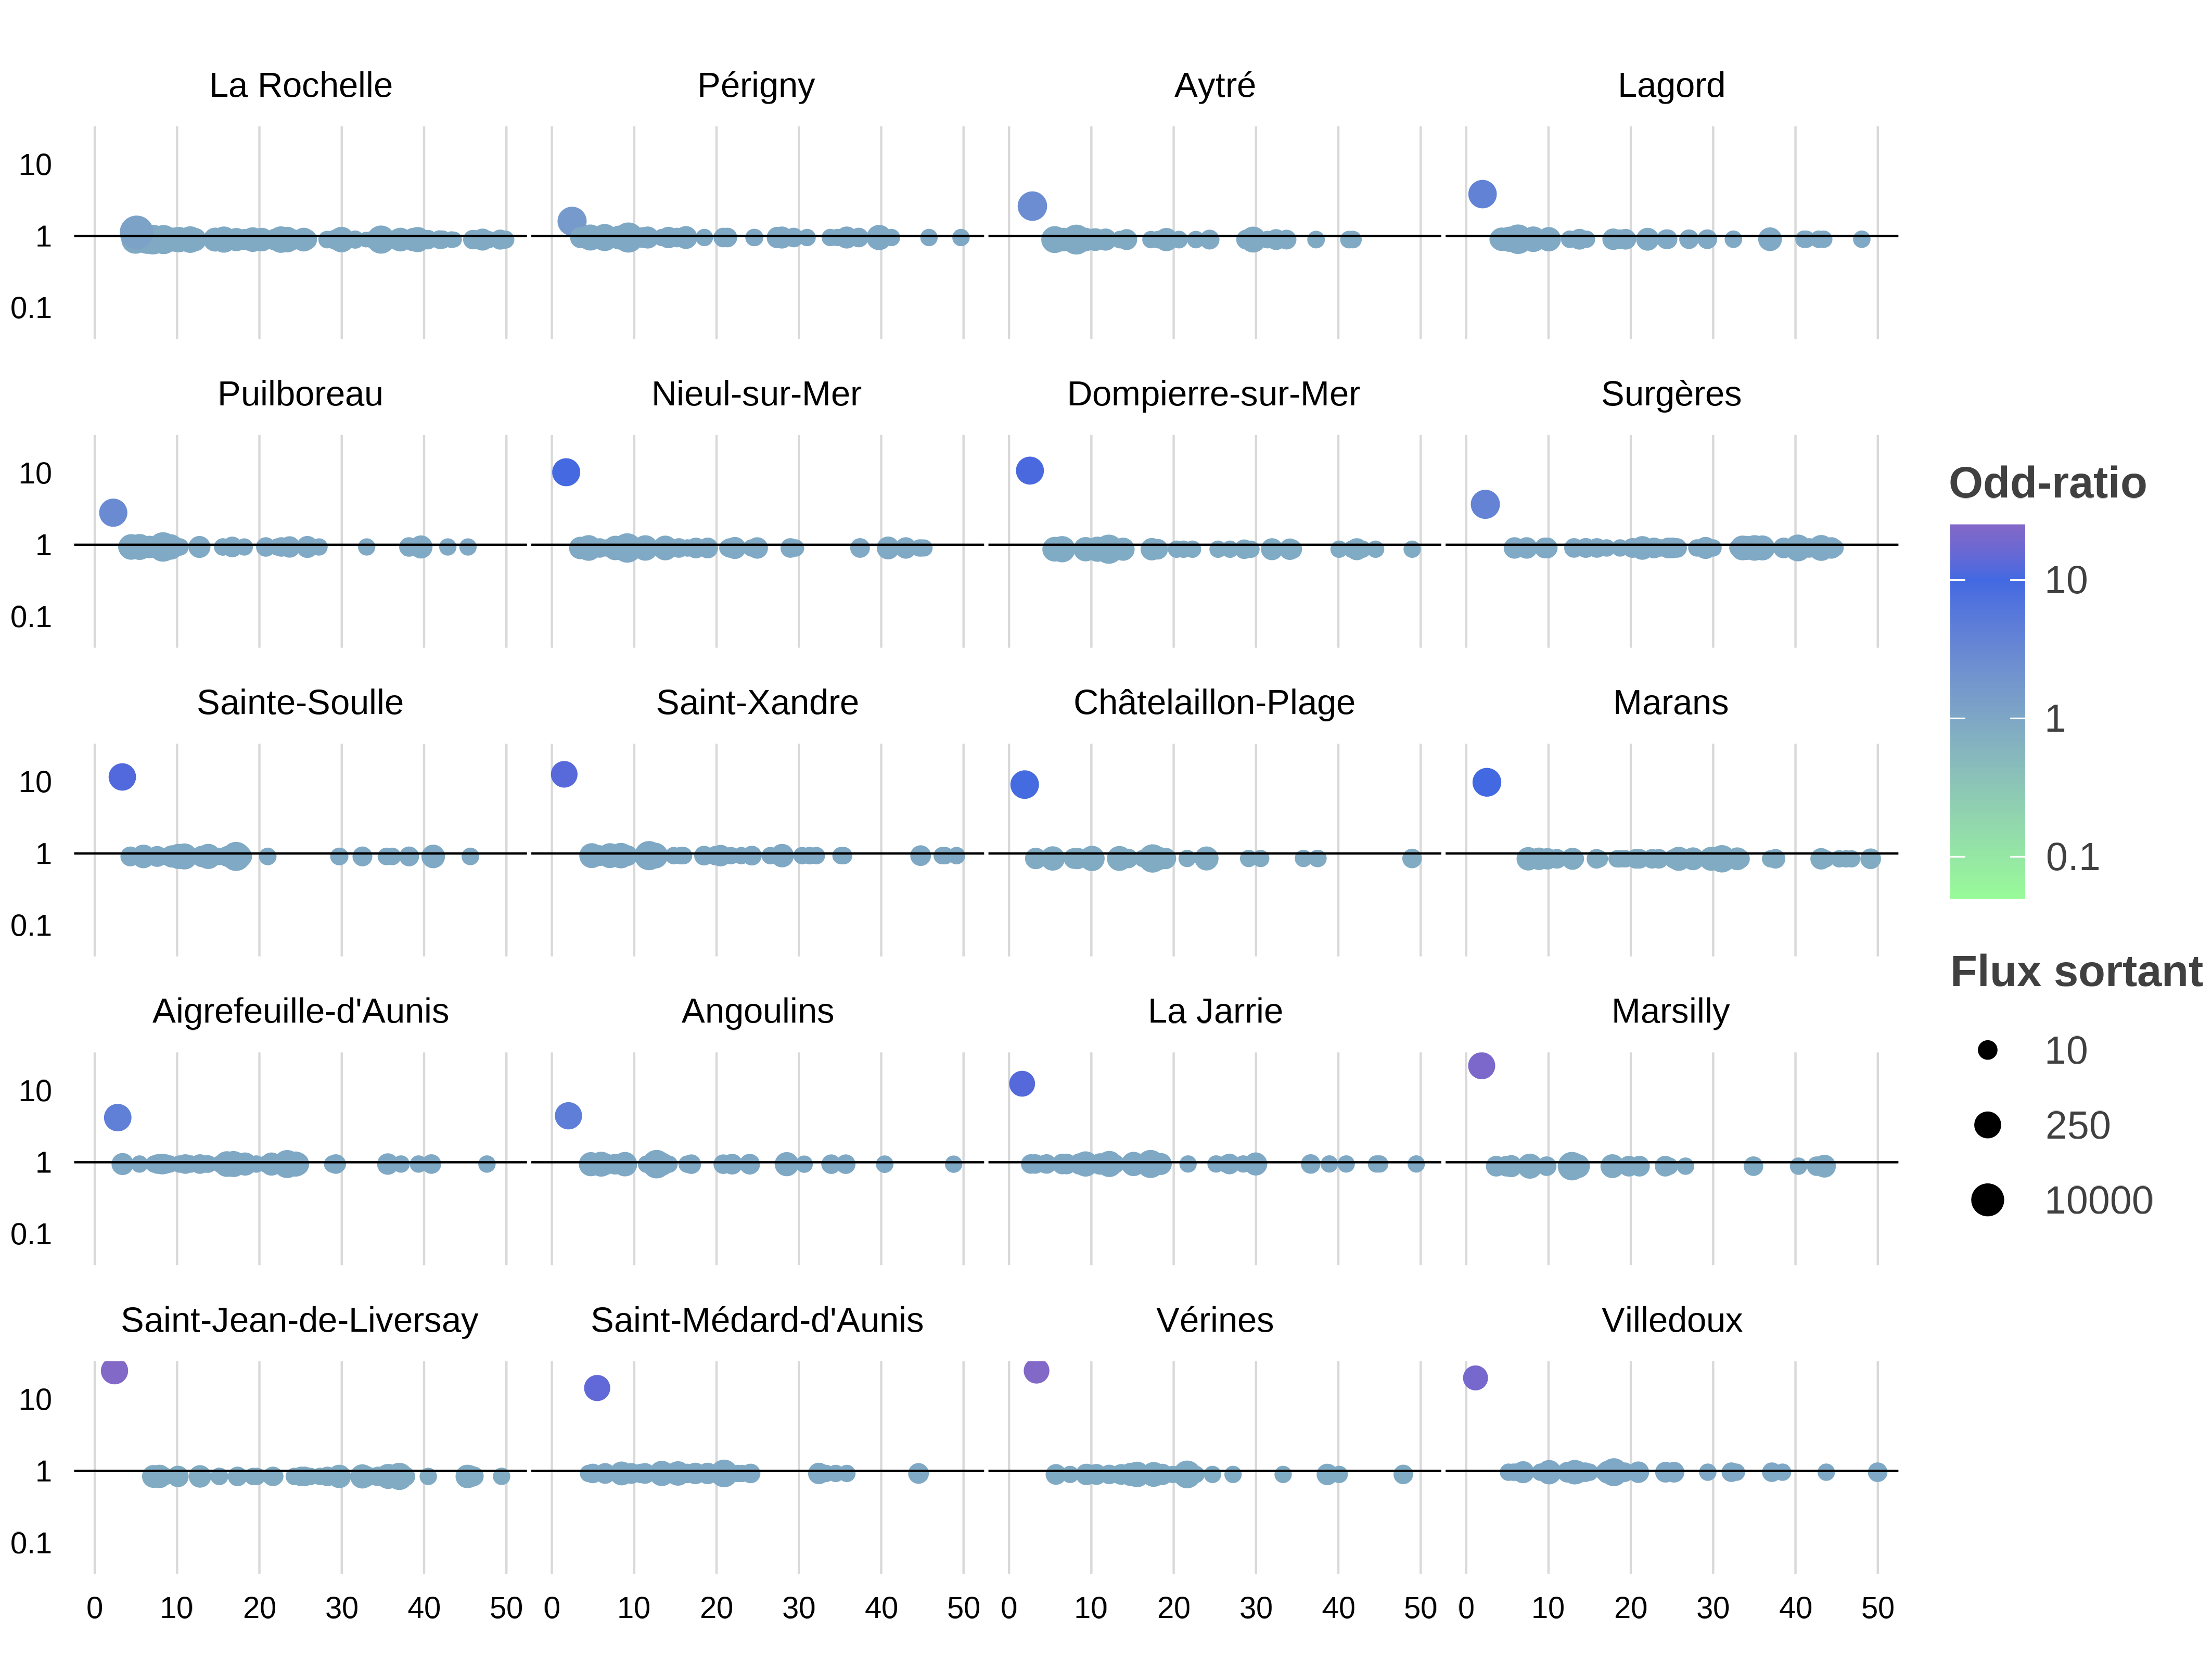 La Rochelle Périgny Aytré Lagord
10
1
0.1
Puilboreau Nieul-sur-Mer Dompierre-sur-Mer Surgères
10
1
0.1
Sainte-Soulle Saint-Xandre Châtelaillon-Plage Marans
10
1
0.1
Aigrefeuille-d'Aunis Angoulins La Jarrie Marsilly
10
1
0.1
Saint-Jean-de-Liversay Saint-Médard-d'Aunis Vérines Villedoux
10
1
0.1
0 10 20 30 40 50 0 10 20 30 40 50 0 10 20 30 40 50 0 10 20 30 40 50
Odd-ratio
10
1
0.1
Flux sortant
10
250
10000